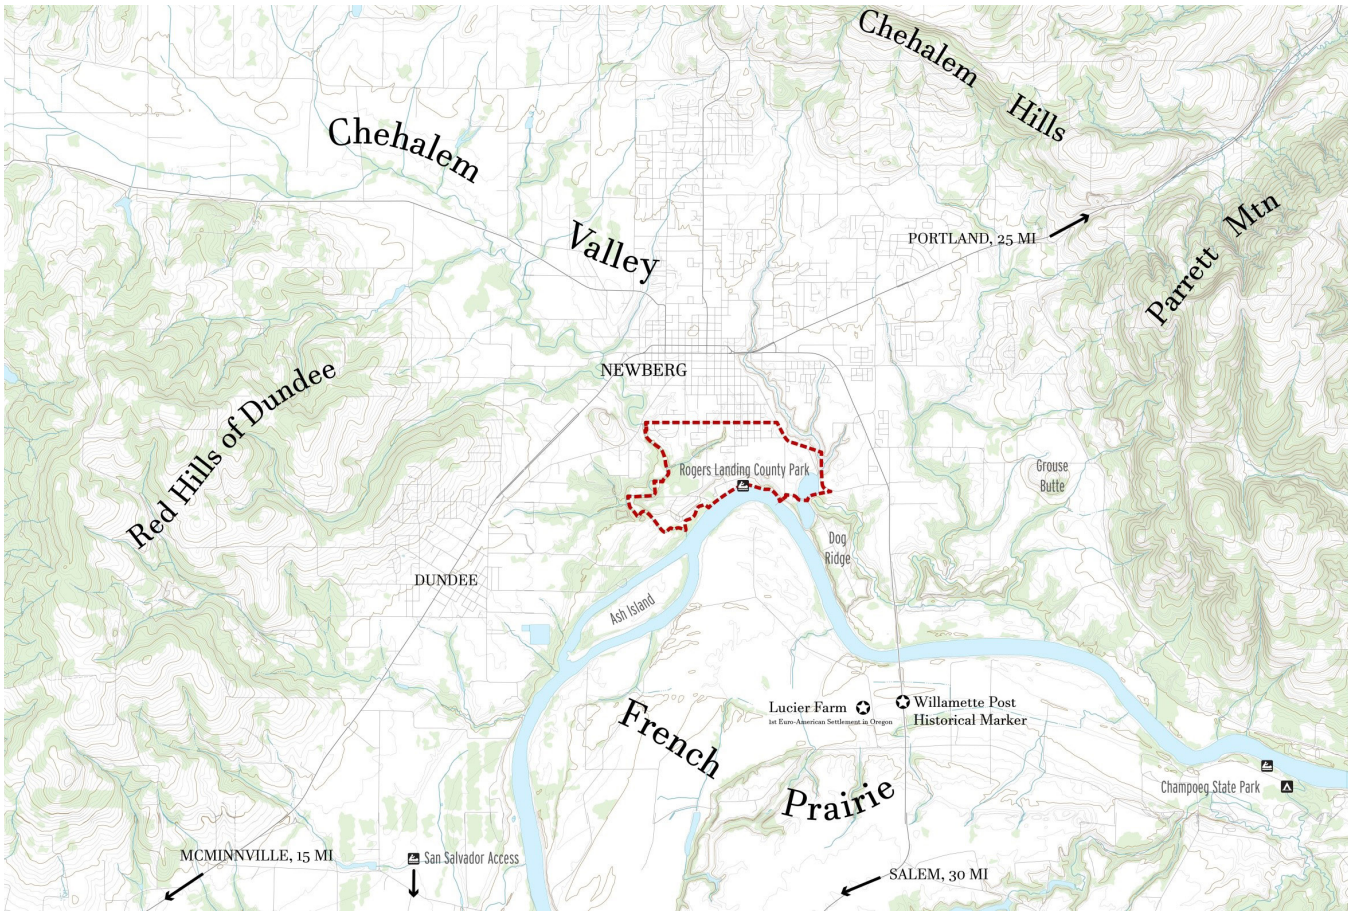 Chehalem
Hills
Chehalem
Valley
Parrett Mtn
PORTLAND, 25 MI
Red Hills of Dundee
NEWBERG
Rogers Landing County Park
Grouse
Butte
Dog
Ridge
DUNDEE
Ash Island
Lucier Farm
1st Euro-American Settlement in Oregon
Willamette Post
Historical Marker
French
Prairie
Champoeg State Park
MCMINNVILLE, 15 MI
San Salvador Access
SALEM, 30 MI